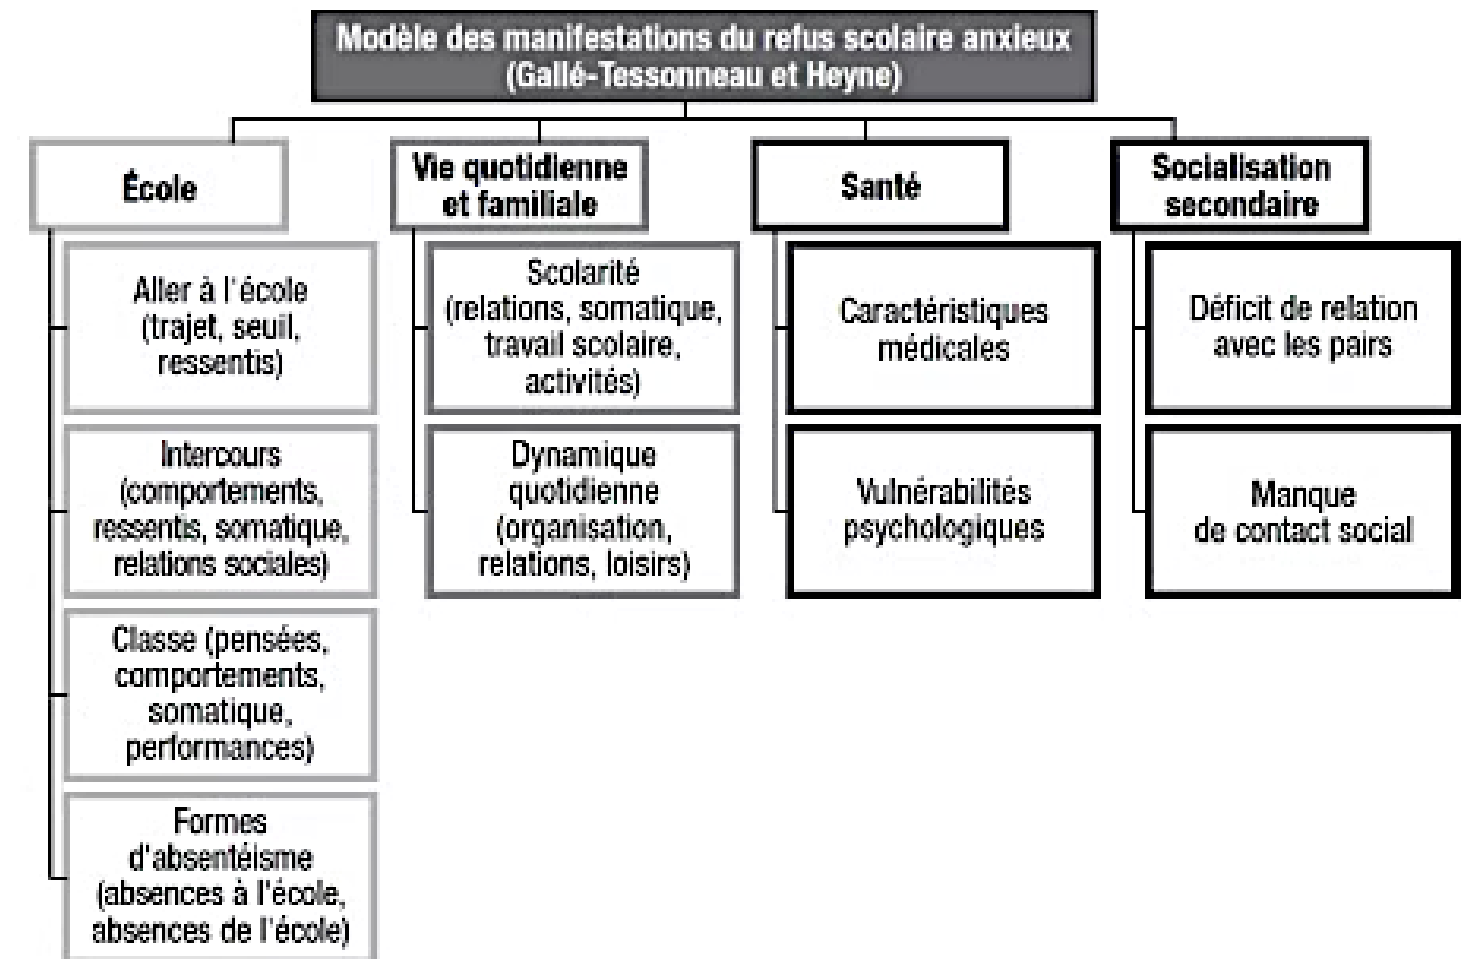 Modèle des manifestations du refus scolaire anxieux
(Gallé-Tessonneau et Heyne)
École
Aller à l'école
(trajet, seuil,
ressentis)
Intercours
(comportements,
ressentis, somatique,
relations sociales)
Classe (pensées,
comportements,
somatique,
performances)
Formes
d'absentéisme
(absences à l'école,
absences de l'école)
Vie quotidienne
et familiale
Scolarité
(relations, somatique,
travail scolaire,
activités)
Dynamique
quotidienne
(organisation,
relations, loisirs)
Santé
Caractéristiques
médicales
Vulnérabilités
psychologiques
Socialisation
secondaire
Déficit de relation
avec les pairs
Manque
de contact social